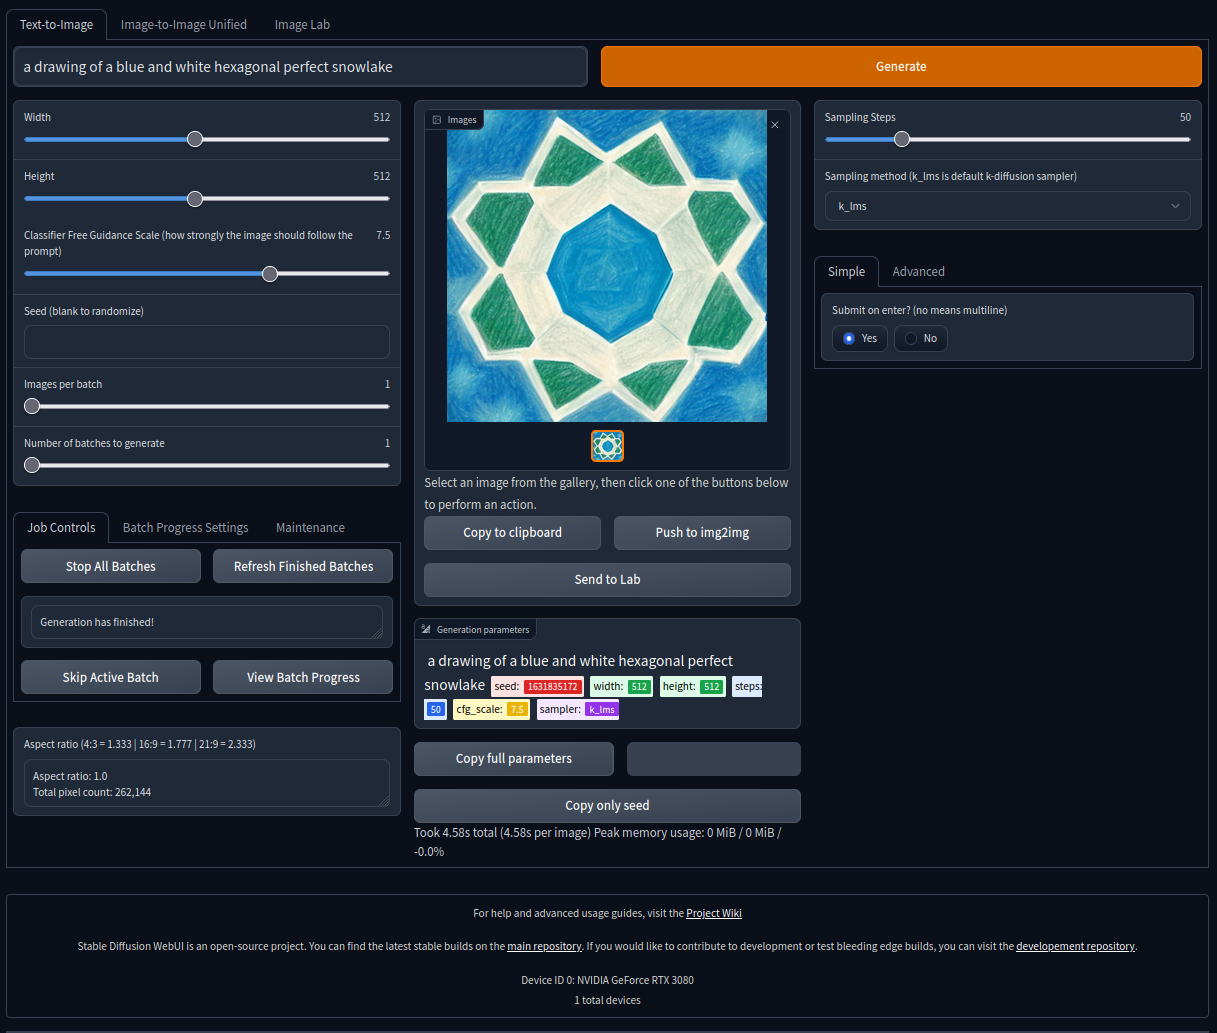 Text-to-Image
Image-to-Image Unified
Image Lab
a drawing of a blue and white hexagonal perfect snowlake
Generate
Width
512
Height
512
Classifier Free Guidance Scale (how strongly the image should follow the
prompt)
7.5
Seed (blank to randomize)
Images per batch
1
Number of batches to generate
1
Job Controls
Batch Progress Settings
Maintenance
Stop All Batches
Refresh Finished Batches
Generation has finished!
Skip Active Batch
View Batch Progress
Aspect ratio (4:3 = 1.333 | 16:9 = 1.777 | 21:9 = 2.333)
Aspect ratio: 1.0
Total pixel count: 262,144
Images
Select an image from the gallery, then click one of the buttons below
to perform an action.
Copy to clipboard
Push to img2img
Send to Lab
Generation parameters
a drawing of a blue and white hexagonal perfect
snowlake seed: 1631835172 width: 512 height: 512 steps:
50 cfg_scale: 7.5 sampler: k_lms
Copy full parameters
Copy only seed
Took 4.58s total (4.58s per image) Peak memory usage: 0 MiB / 0 MiB /
-0.0%
Sampling Steps
50
Sampling method (k_lms is default k-diffusion sampler)
k_lms
Simple
Advanced
Submit on enter? (no means multiline)
Yes
No
For help and advanced usage guides, visit the Project Wiki
Stable Diffusion WebUI is an open-source project. You can find the latest stable builds on the main repository. If you would like to contribute to development or test bleeding edge builds, you can visit the developement repository.
Device ID 0: NVIDIA GeForce RTX 3080
1 total devices